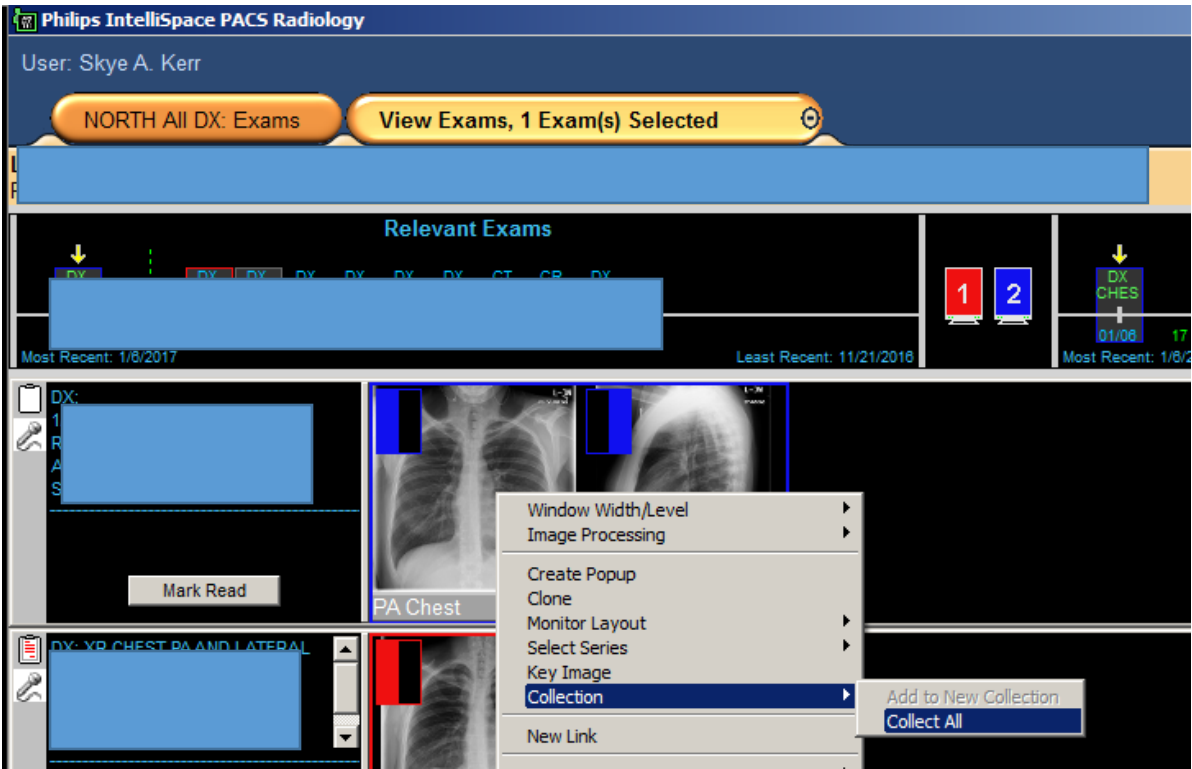 Philips IntelliSpace PACS Radiology
User: Skye A. Kerr
NORTH All DX: Exams
View Exams, 1 Exam(s) Selected
Relevant Exams
DX DX DX DX DX DX DX CT CR DX
1 2
DX
CHES
01/06 17
Most Recent: 1/6/2017
Least Recent: 11/21/2016
Most Recent: 1/6/2
DX:
1
R
A
S
Mark Read
PA Chest
Window Width/Level
Image Processing
Create Popup
Clone
Monitor Layout
Select Series
Key Image
Collection
Add to New Collection
Collect All
New Link
DX: XR CHEST PA AND LATERAL